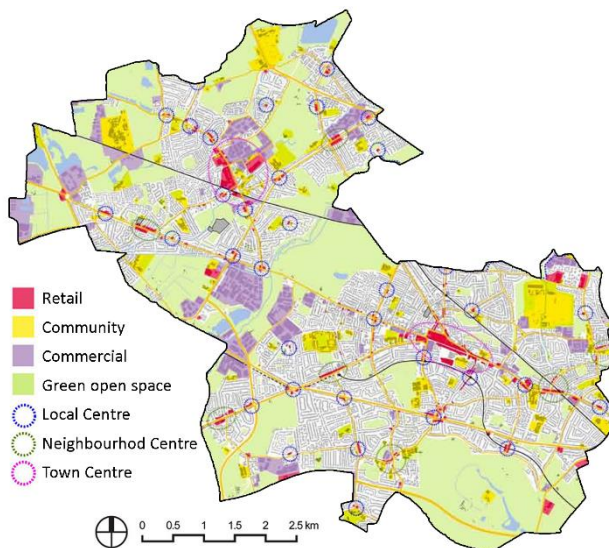 Retail
Community
Commercial
Green open space
Local Centre
Neighbourhod Centre
Town Centre
0 0.5 1 1.5 2 2.5 km